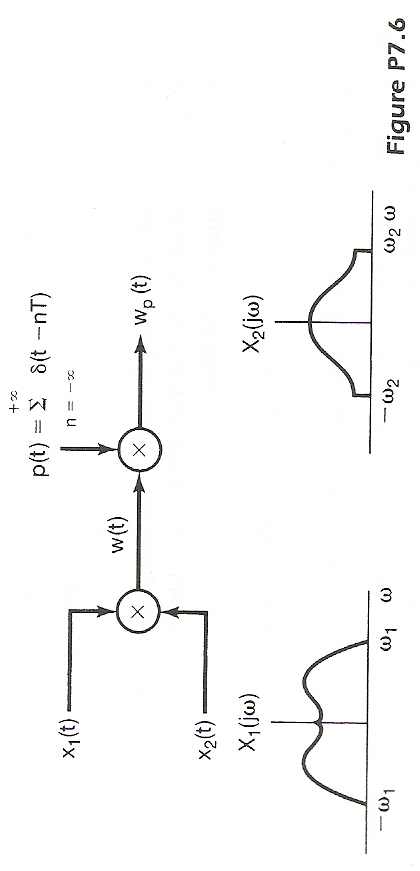 +∞
p(t) = Σ δ(t − nT)
n = −∞
x₁(t)
w(t)
wₚ(t)
x₂(t)
X₁(jω)
X₂(jω)
−ω₁ ω₁ ω
−ω₂ ω₂ ω
Figure P7.6